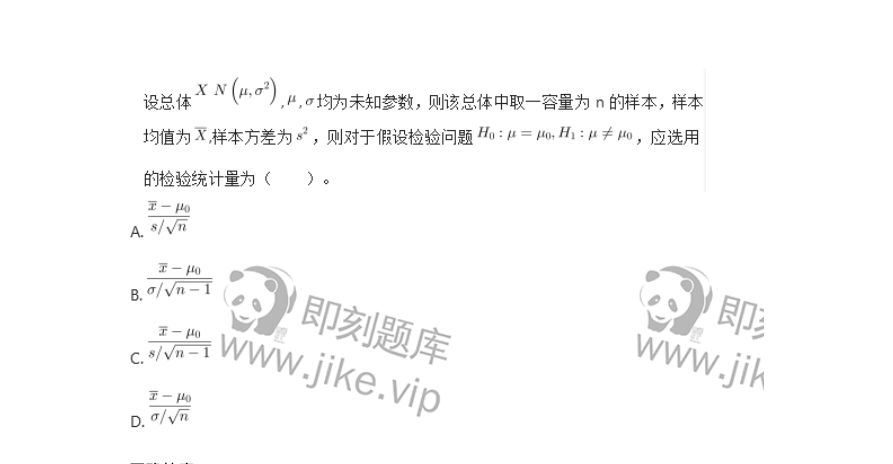 设总体 X N (μ, σ²) , μ , σ 均为未知参数，则该总体中取一容量为 n 的样本，样本
均值为 x̅ ,样本方差为 s² ，则对于假设检验问题 H₀ : μ = μ₀, H₁ : μ ≠ μ₀ ，应选用
的检验统计量为（ ）。
A. (x̅ − μ₀)/(s/√n)
B. (x̅ − μ₀)/(σ/√(n − 1))
C. (x̅ − μ₀)/(s/√(n − 1))
D. (x̅ − μ₀)/(σ/√n)
即刻题库
www.jike.vip
即刻
www.jik